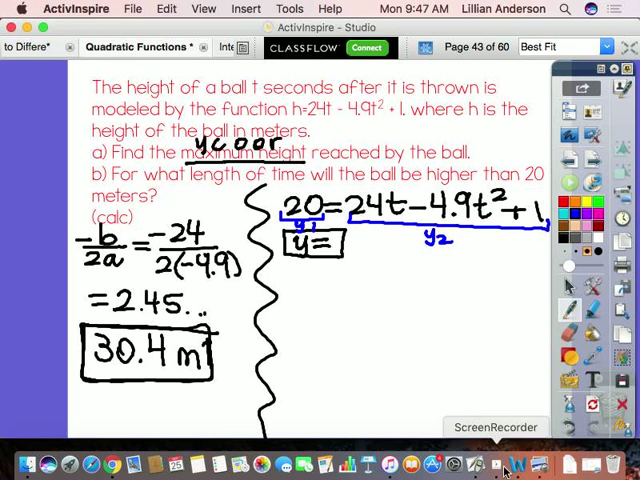 ActivInspire File Edit View Insert Tools Help Mon 9:47 AM Lillian Anderson
ActivInspire - Studio
to Differe* Quadratic Functions * Inte CLASSFLOW Connect Page 43 of 60 Best Fit
The height of a ball t seconds after it is thrown is
modeled by the function h=24t - 4.9t² + 1. where h is the
height of the ball in meters.
ycoor
a) Find the maximum height reached by the ball.
b) For what length of time will the ball be higher than 20
meters?
(calc)
-b/2a = -24/2(-4.9)
= 2.45...
30.4 m
20 = 24t - 4.9t² + 1
y1 y2
y=
ScreenRecorder